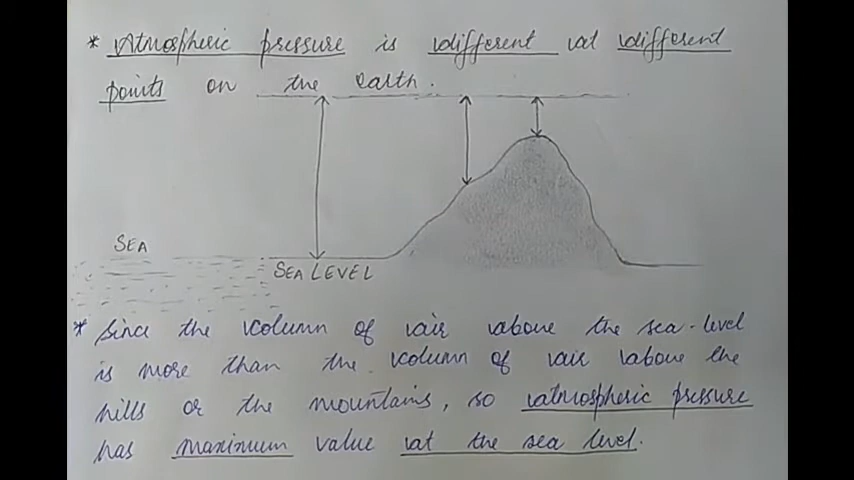 * Atmospheric pressure is different at different
points on the earth.
SEA
SEA LEVEL
* Since the column of air above the sea-level
is more than the column of air above the
hills or the mountains, so atmospheric pressure
has maximum value at the sea level.